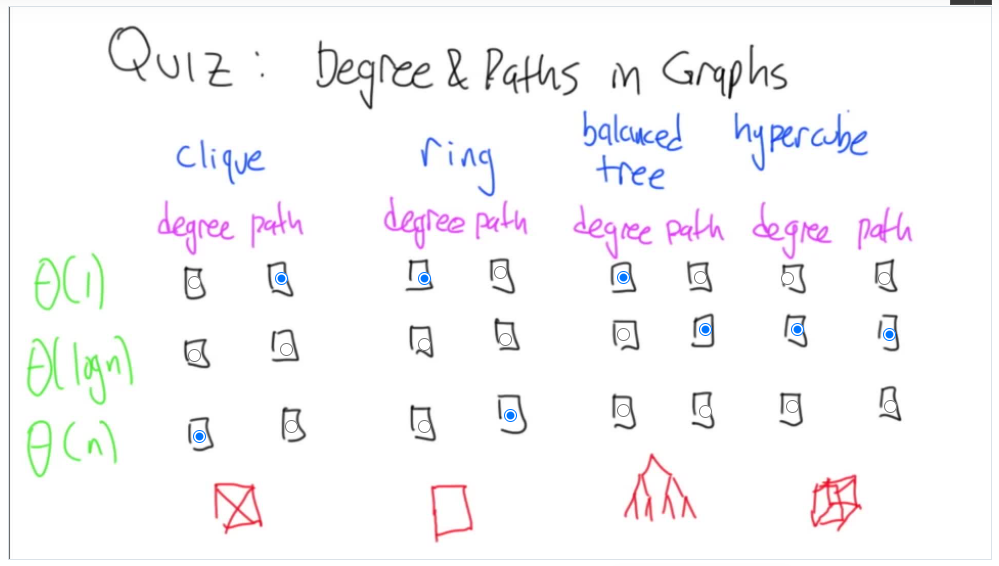 QUIZ: Degree & Paths in Graphs
clique ring balanced tree hypercube
degree path degree path degree path degree path
θ(1)
θ(log n)
θ(n)